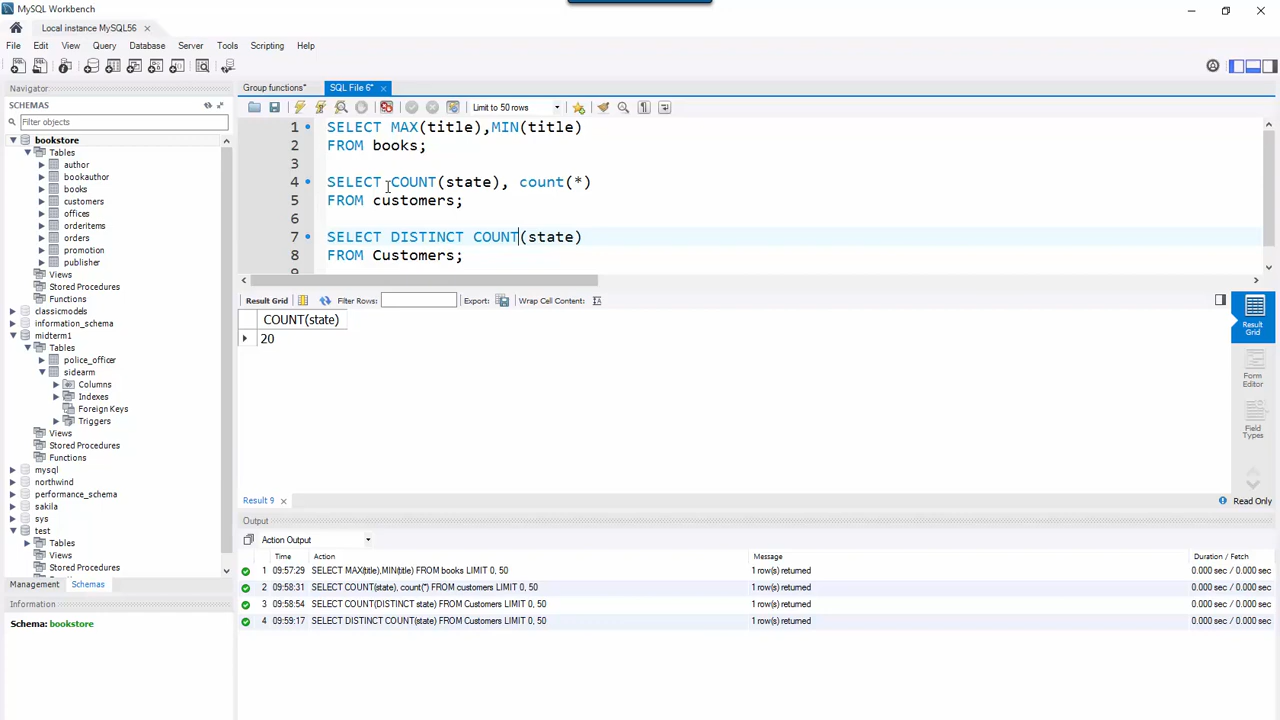 MySQL Workbench
Local instance MySQL56
File Edit View Query Database Server Tools Scripting Help
Navigator
SCHEMAS
Filter objects
bookstore
Tables
author
bookauthor
books
customers
offices
orderitems
orders
promotion
publisher
Views
Stored Procedures
Functions
classicmodels
information_schema
midterm1
Tables
police_officer
sidearm
Columns
Indexes
Foreign Keys
Triggers
Views
Stored Procedures
Functions
mysql
northwind
performance_schema
sakila
sys
test
Tables
Views
Stored Procedures
Management Schemas
Information
Schema: bookstore
Group functions* SQL File 6*
Limit to 50 rows
1 SELECT MAX(title),MIN(title)
2 FROM books;
3
4 SELECT COUNT(state), count(*)
5 FROM customers;
6
7 SELECT DISTINCT COUNT(state)
8 FROM Customers;
9
Result Grid Filter Rows: Export: Wrap Cell Content:
COUNT(state)
20
Result Grid
Form Editor
Field Types
Result 9 Read Only
Output
Action Output
Time Action Message Duration / Fetch
1 09:57:29 SELECT MAX(title),MIN(title) FROM books LIMIT 0, 50 1 row(s) returned 0.000 sec / 0.000 sec
2 09:58:31 SELECT COUNT(state), count(*) FROM customers LIMIT 0, 50 1 row(s) returned 0.000 sec / 0.000 sec
3 09:58:54 SELECT COUNT(DISTINCT state) FROM Customers LIMIT 0, 50 1 row(s) returned 0.000 sec / 0.000 sec
4 09:59:17 SELECT DISTINCT COUNT(state) FROM Customers LIMIT 0, 50 1 row(s) returned 0.000 sec / 0.000 sec